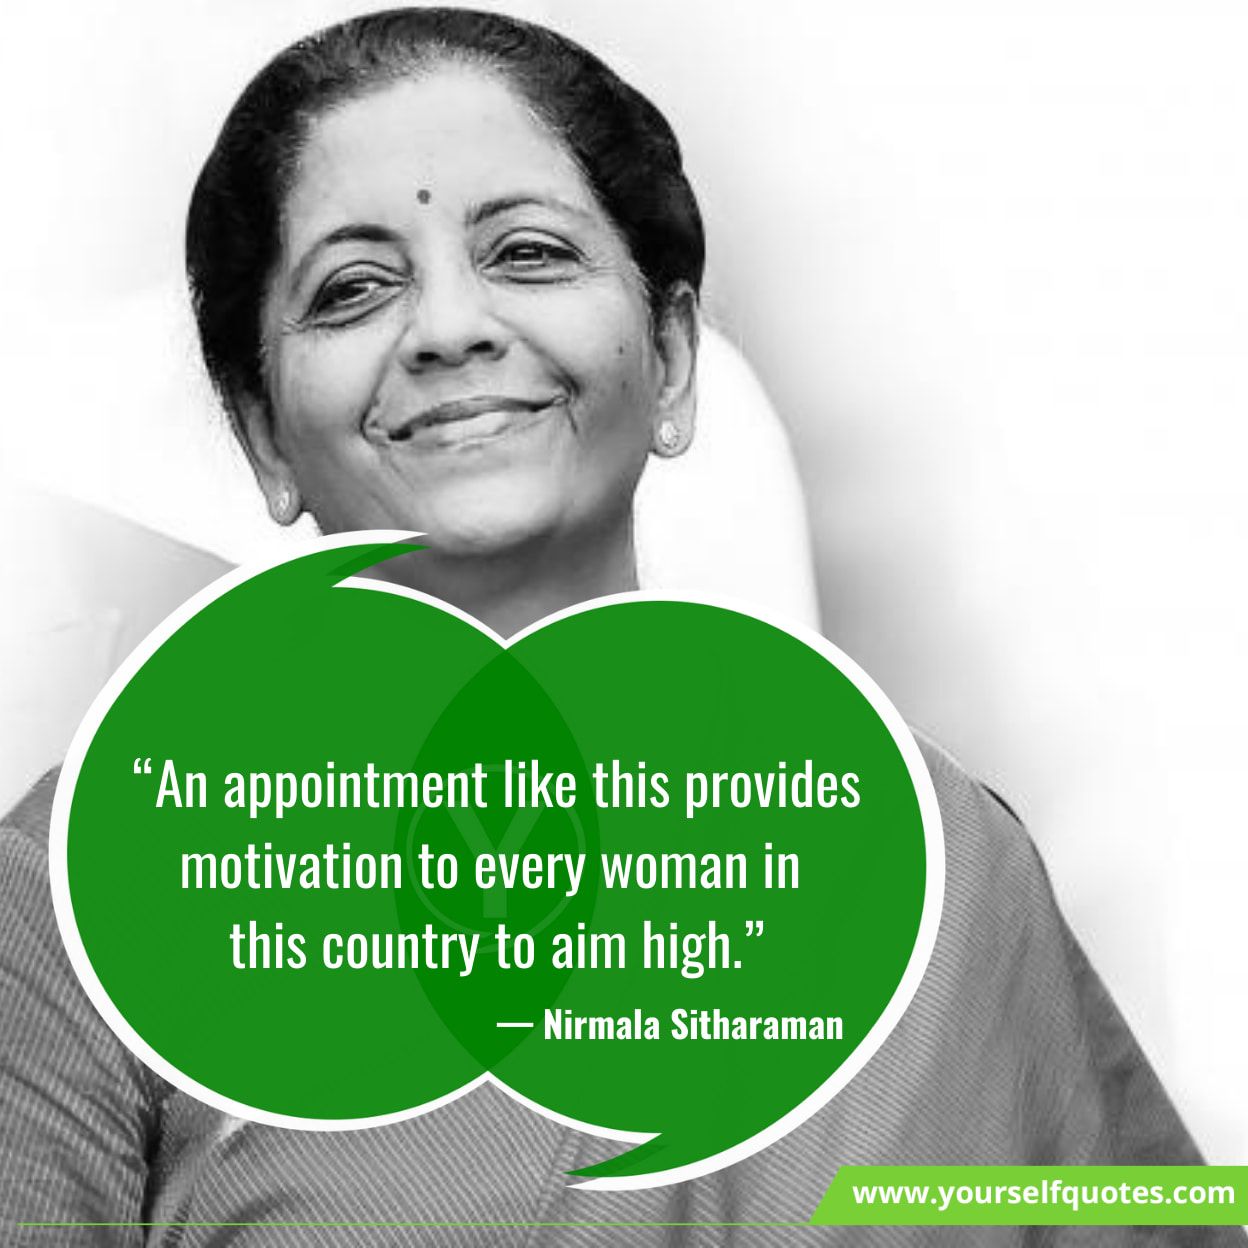 “An appointment like this provides
motivation to every woman in
this country to aim high.”
— Nirmala Sitharaman
www.yourselfquotes.com
Y